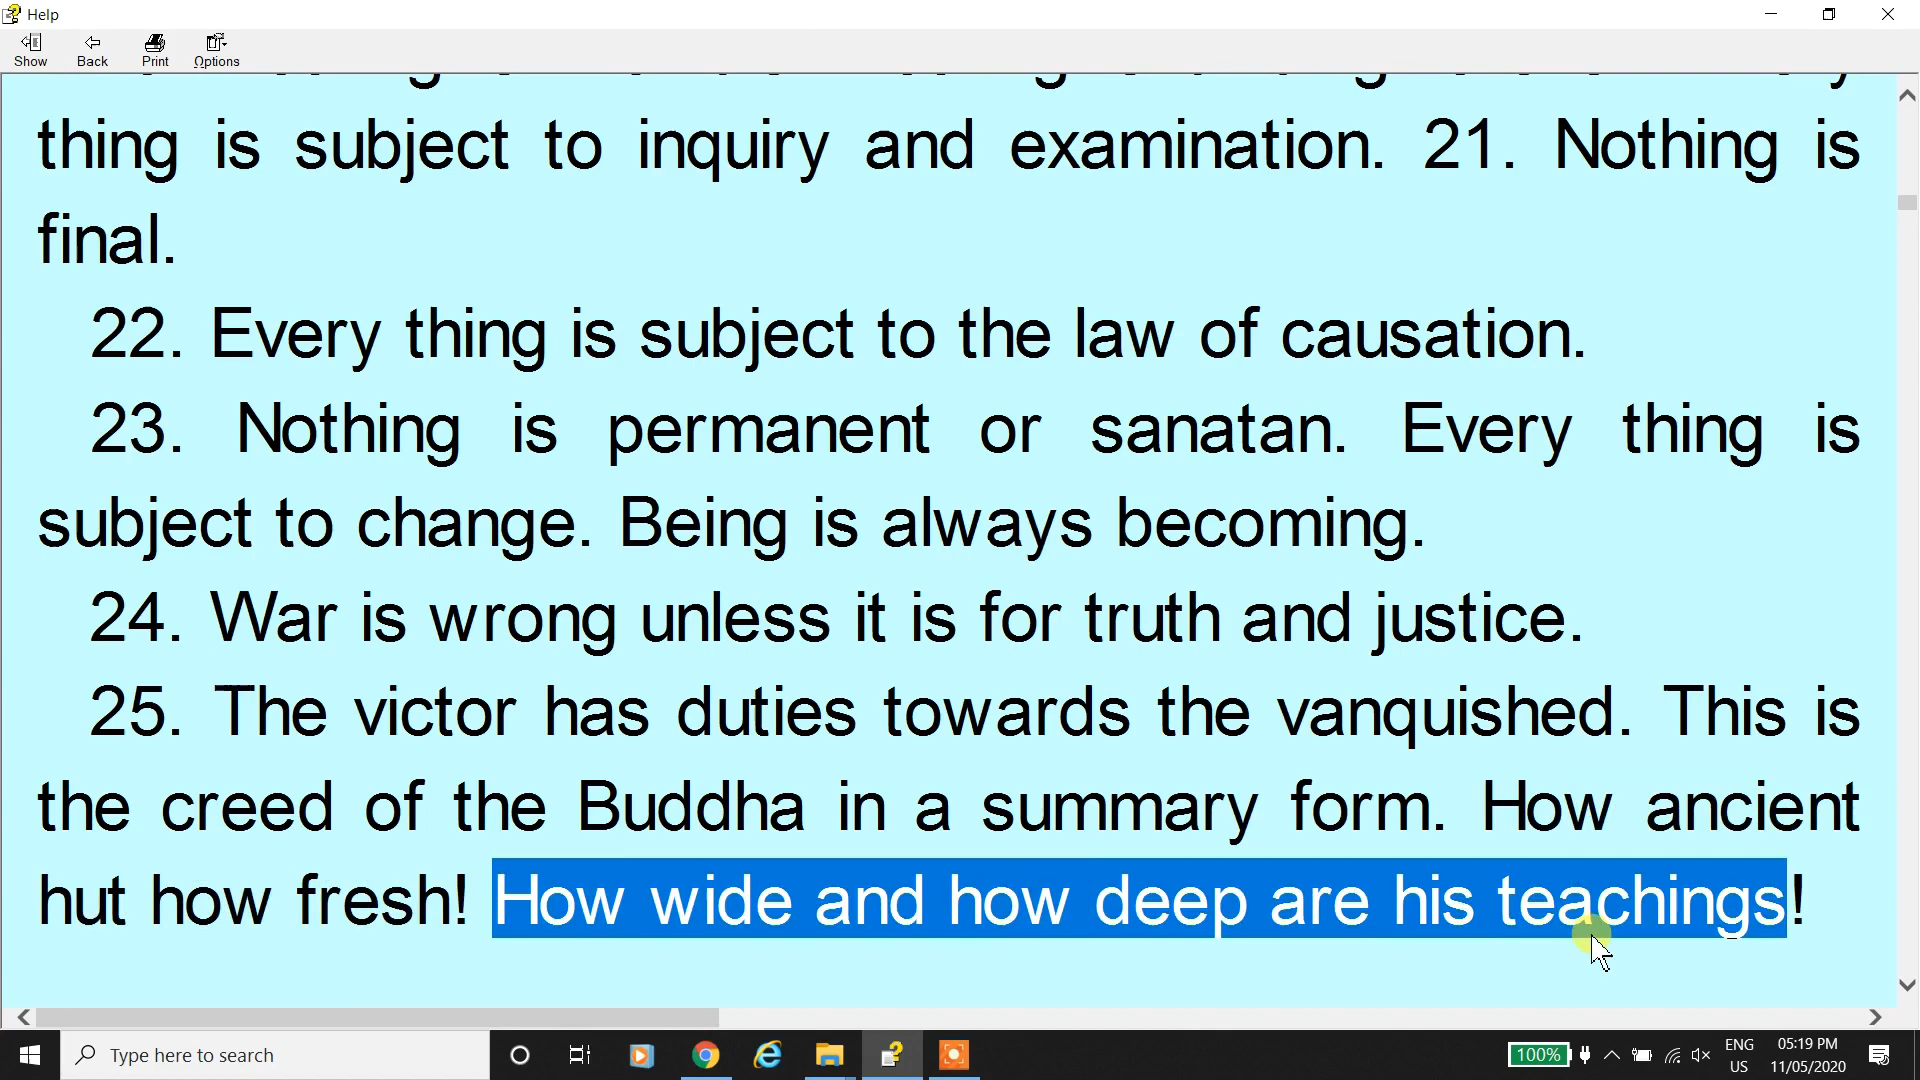 Help
Show Back Print Options
thing is subject to inquiry and examination. 21. Nothing is
final.
22. Every thing is subject to the law of causation.
23. Nothing is permanent or sanatan. Every thing is
subject to change. Being is always becoming.
24. War is wrong unless it is for truth and justice.
25. The victor has duties towards the vanquished. This is
the creed of the Buddha in a summary form. How ancient
hut how fresh! How wide and how deep are his teachings!
Type here to search
100%
ENG
US
05:19 PM
11/05/2020